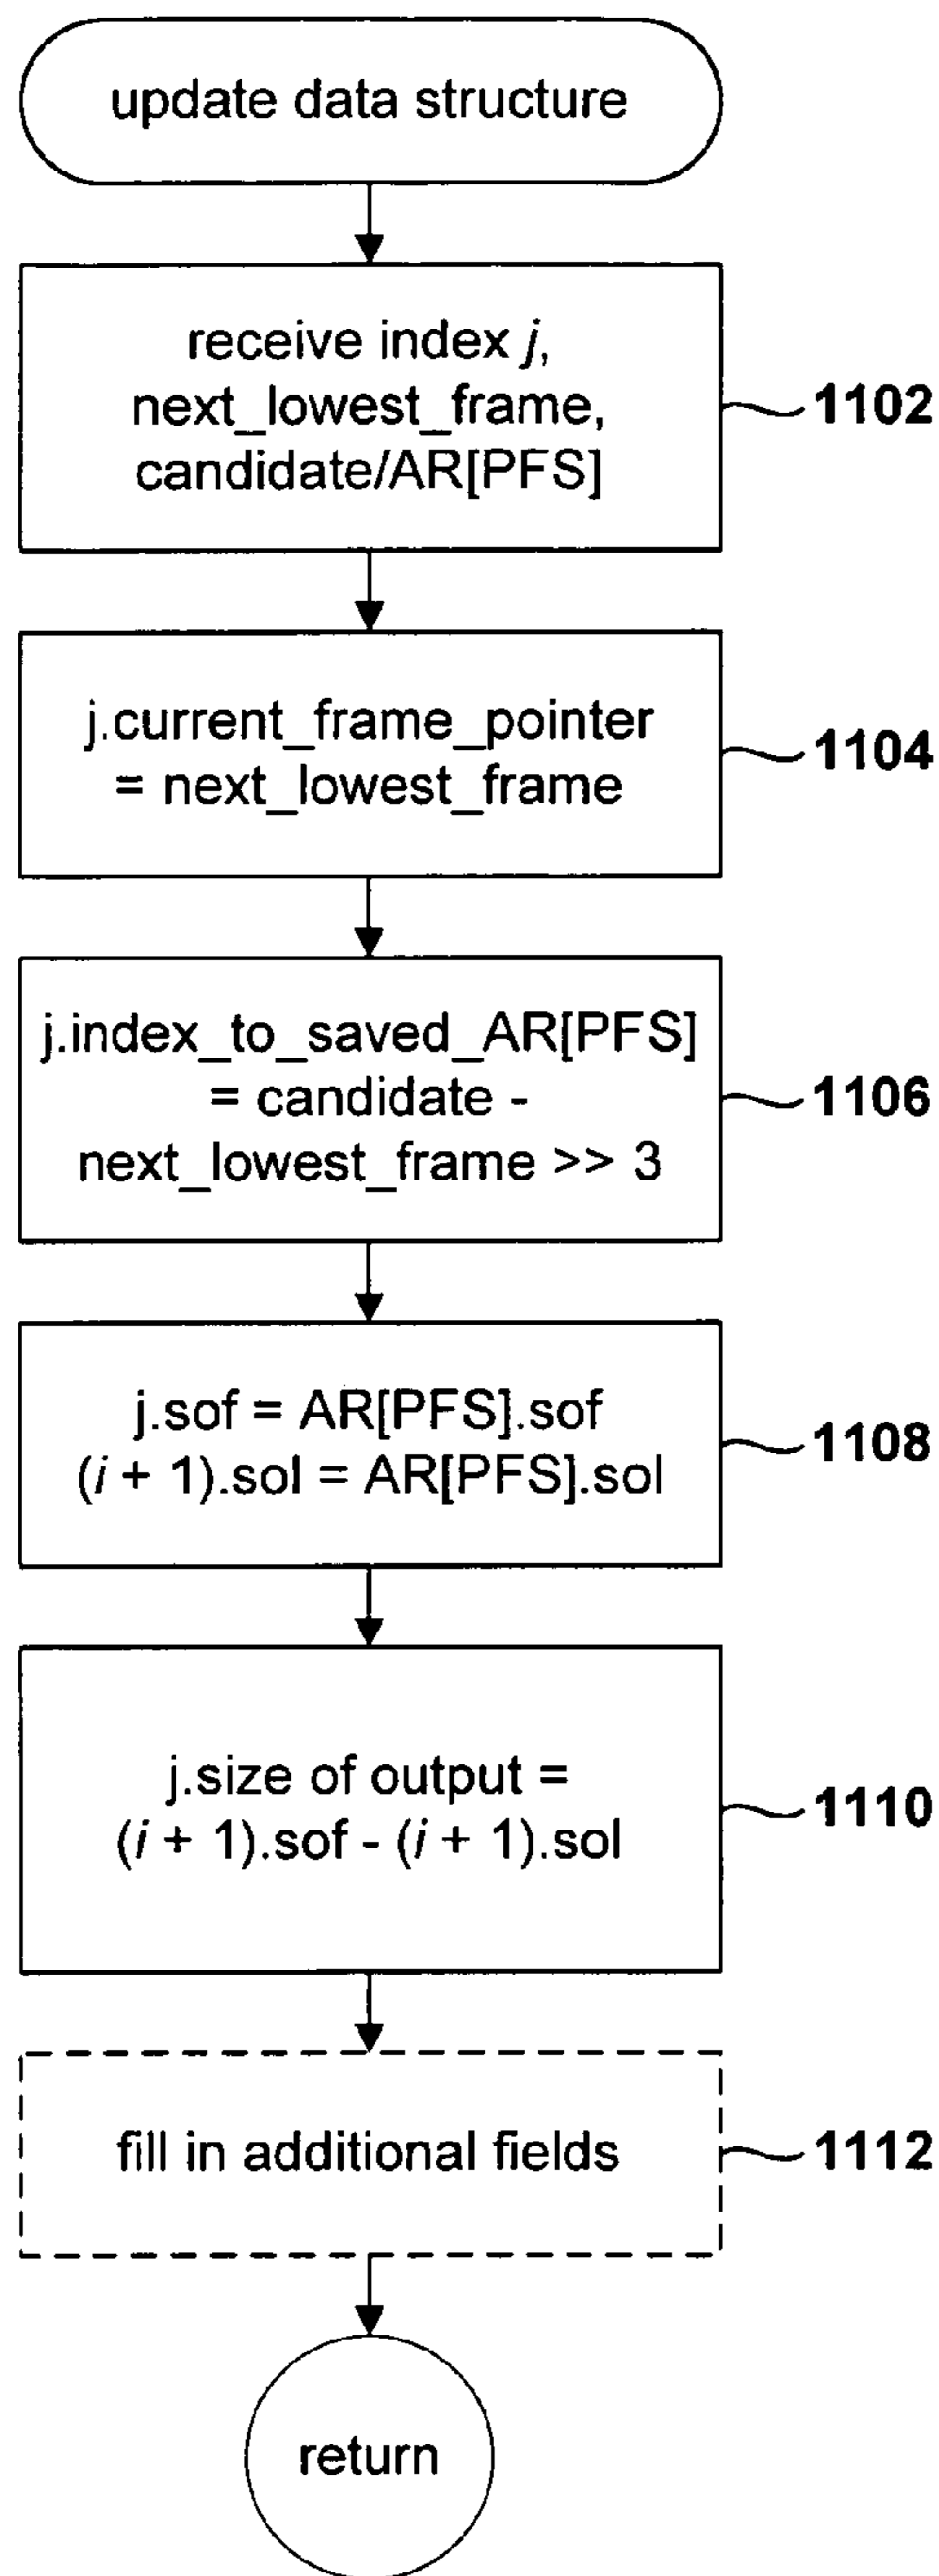 update data structure
receive index j,
next_lowest_frame,
candidate/AR[PFS]
1102
j.current_frame_pointer
= next_lowest_frame
1104
j.index_to_saved_AR[PFS]
= candidate -
next_lowest_frame >> 3
1106
j.sof = AR[PFS].sof
(i + 1).sol = AR[PFS].sol
1108
j.size of output =
(i + 1).sof - (i + 1).sol
1110
fill in additional fields
1112
return